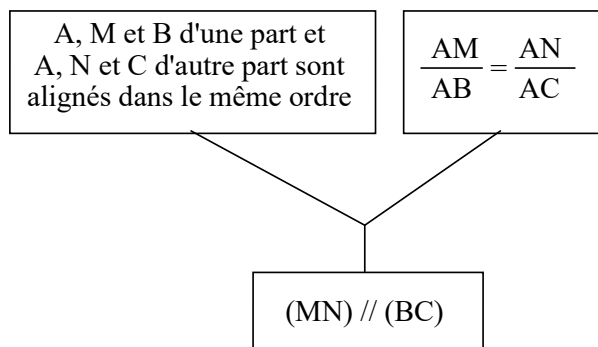 A, M et B d'une part et
A, N et C d'autre part sont
alignés dans le même ordre
AM/AB = AN/AC
(MN) // (BC)